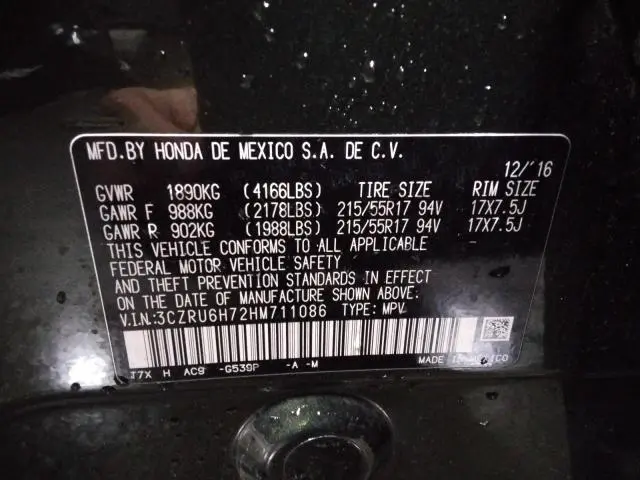 MFD.BY HONDA DE MEXICO S.A. DE C.V.
12/'16
GVWR 1890KG (4166LBS) TIRE SIZE RIM SIZE
GAWR F 988KG (2178LBS) 215/55R17 94V 17X7.5J
GAWR R 902KG (1988LBS) 215/55R17 94V 17X7.5J
THIS VEHICLE CONFORMS TO ALL APPLICABLE -
FEDERAL MOTOR VEHICLE SAFETY
AND THEFT PREVENTION STANDARDS IN EFFECT
ON THE DATE OF MANUFACTURE SHOWN ABOVE.
V.I.N.:3CZRU6H72HM711086 TYPE: MPV
T7X H AC9 -G539P -A -M MADE IN MEXICO